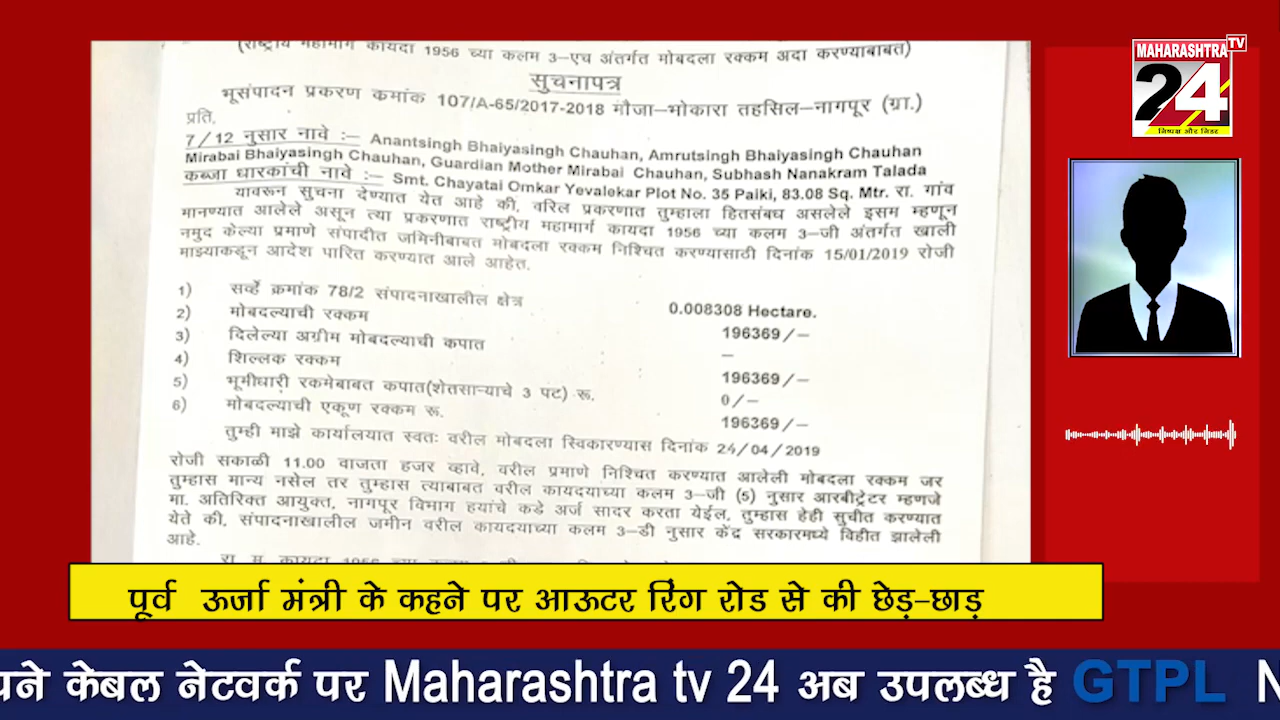 (राष्ट्रीय महामार्ग कायदा 1956 च्या कलम 3–एच अंतर्गत मोबदला रक्कम अदा करण्याबाबत)
सुचनापत्र
भूसंपादन प्रकरण कमांक 107/A-65/2017-2018 मौजा–भोकारा तहसिल–नागपूर (ग्रा.)
प्रति,
7/12 नुसार नावे :– Anantsingh Bhaiyasingh Chauhan, Amrutsingh Bhaiyasingh Chauhan
Mirabai Bhaiyasingh Chauhan, Guardian Mother Mirabai Chauhan, Subhash Nanakram Talada
कब्जा धारकांची नावे :– Smt. Chayatai Omkar Yevalekar Plot No. 35 Paiki, 83.08 Sq. Mtr. रा. गांव
यावरून सुचना देण्यात येत आहे की, वरिल प्रकरणात तुम्हाला हितसंबध असलेले इसम म्हणून
मानण्यात आलेले असून त्या प्रकरणात राष्ट्रीय महामार्ग कायदा 1956 च्या कलम 3–जी अंतर्गत खाली
नमुद केल्या प्रमाणे संपादीत जमिनीबाबत मोबदला रक्कम निश्चित करण्यासाठी दिनांक 15/01/2019 रोजी
माझ्याकडून आदेश पारित करण्यात आले आहेत.
1) सर्व्हे क्रमांक 78/2 संपादनाखालील क्षेत्र 0.008308 Hectare.
2) मोबदल्याची रक्कम 196369/–
3) दिलेल्या अग्रीम मोबदल्याची कपात –
4) शिल्लक रक्कम 196369/–
5) भूमीधारी रकमेबाबत कपात(शेतसाऱ्याचे 3 पट) रू. 0/–
6) मोबदल्याची एकूण रक्कम रू. 196369/–
तुम्ही माझे कार्यालयात स्वतः वरील मोबदला स्विकारण्यास दिनांक 24/04/2019
रोजी सकाळी 11.00 वाजता हजर व्हावे, वरील प्रमाणे निश्चित करण्यात आलेली मोबदला रक्कम जर
तुम्हास मान्य नसेल तर तुम्हास त्याबाबत वरील कायदयाच्या कलम 3–जी (5) नुसार आरबीट्रेटर म्हणजे
मा. अतिरिक्त आयुक्त, नागपूर विभाग हयांचे कडे अर्ज सादर करता येईल, तुम्हास हेही सुचीत करण्यात
येते की, संपादनाखालील जमीन वरील कायदयाच्या कलम 3–डी नुसार केंद्र सरकारमध्ये विहीत झालेली
आहे.
MAHARASHTRA TV
24
निष्पक्ष और निडर
पूर्व ऊर्जा मंत्री के कहने पर आऊटर रिंग रोड से की छेड़-छाड़
पने केबल नेटवर्क पर Maharashtra tv 24 अब उपलब्ध है GTPL N